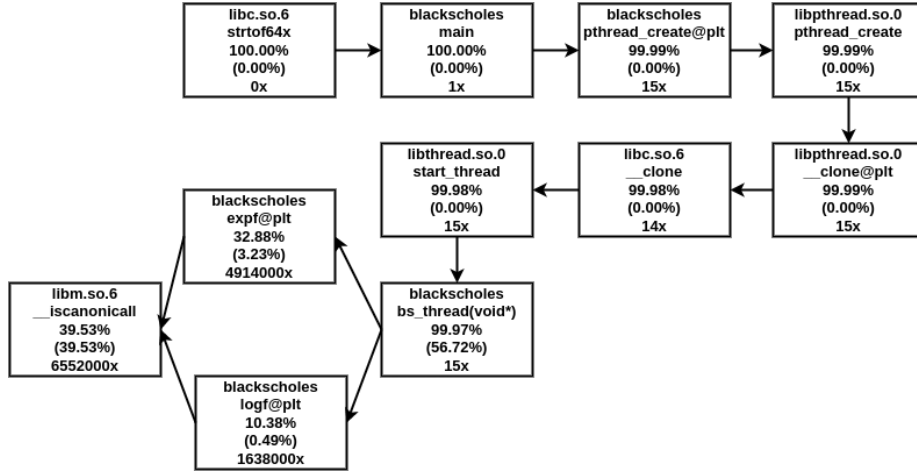 libc.so.6
strtof64x
100.00%
(0.00%)
0x
blackscholes
main
100.00%
(0.00%)
1x
blackscholes
pthread_create@plt
99.99%
(0.00%)
15x
libpthread.so.0
pthread_create
99.99%
(0.00%)
15x
libthread.so.0
start_thread
99.98%
(0.00%)
15x
libc.so.6
__clone
99.98%
(0.00%)
14x
libpthread.so.0
__clone@plt
99.99%
(0.00%)
15x
blackscholes
expf@plt
32.88%
(3.23%)
4914000x
libm.so.6
__iscanonicall
39.53%
(39.53%)
6552000x
blackscholes
bs_thread(void*)
99.97%
(56.72%)
15x
blackscholes
logf@plt
10.38%
(0.49%)
1638000x